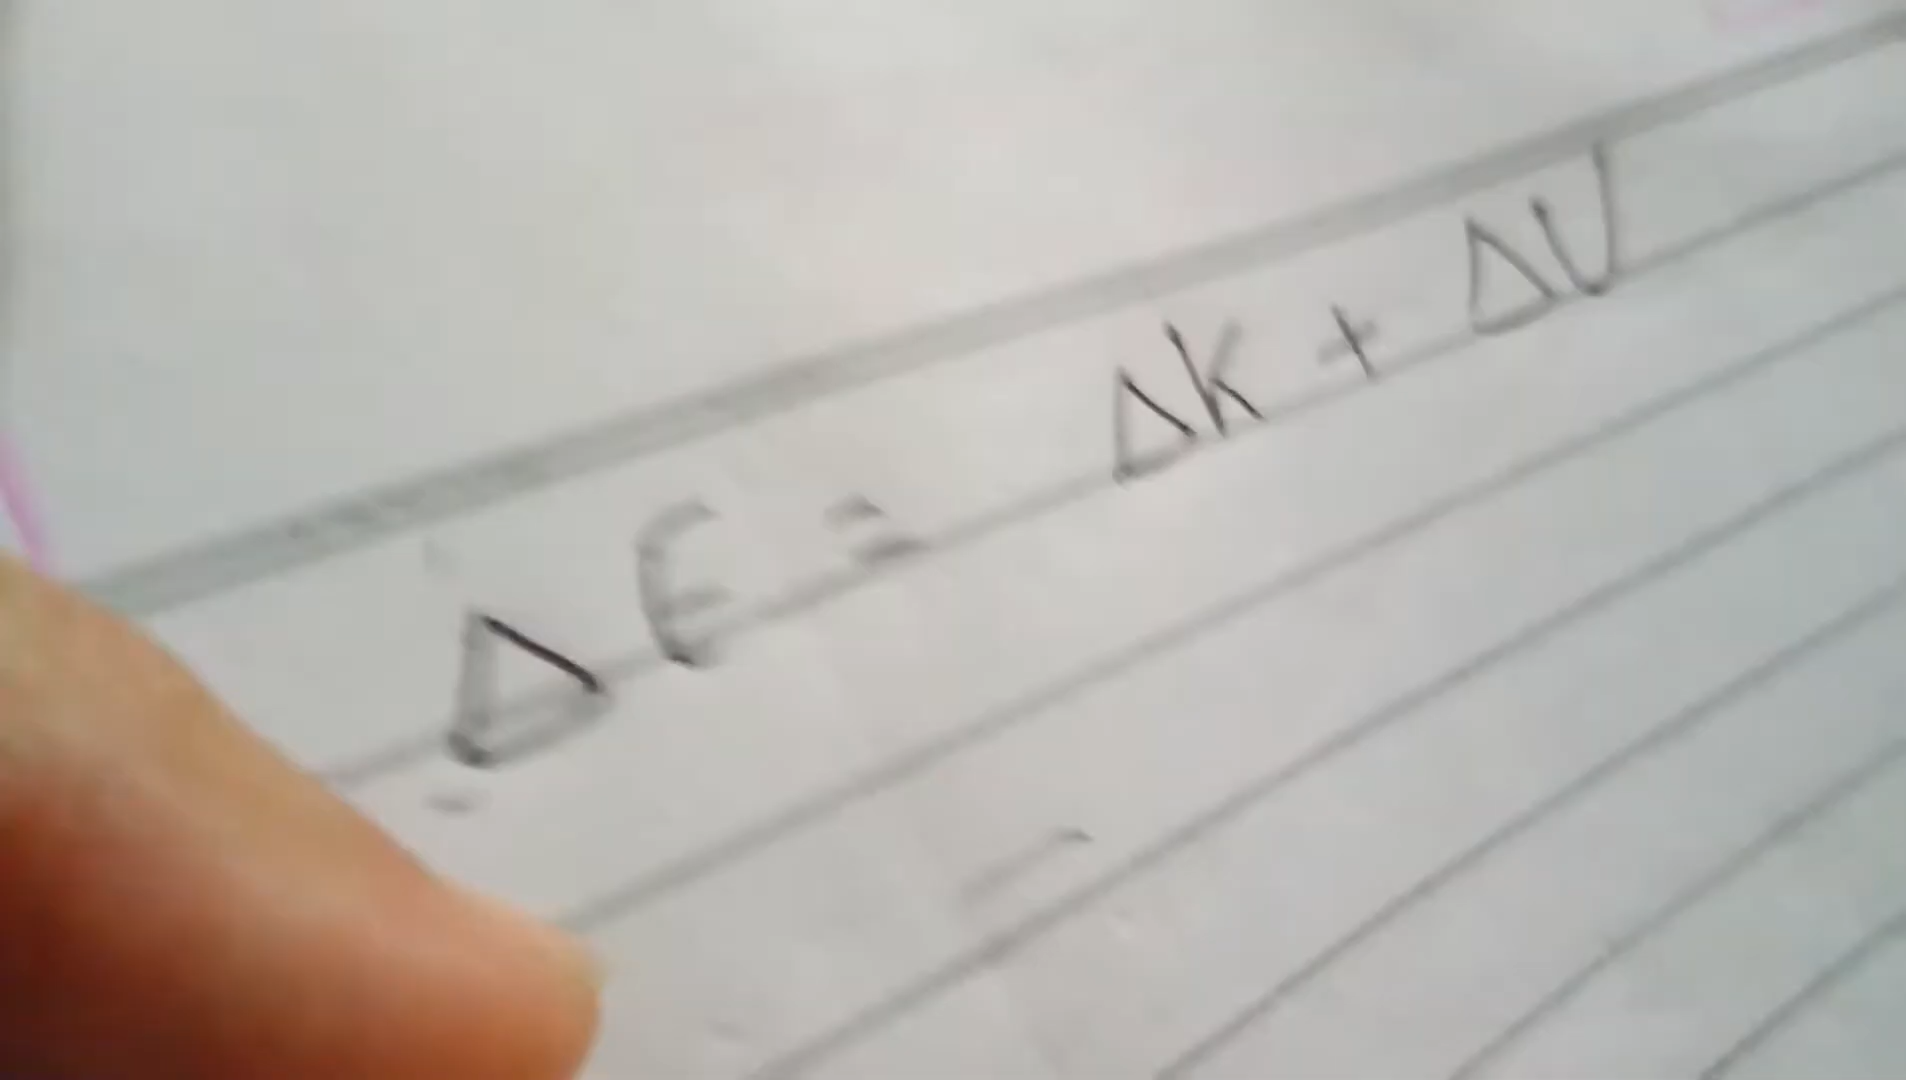 ΔE = ΔK + ΔU